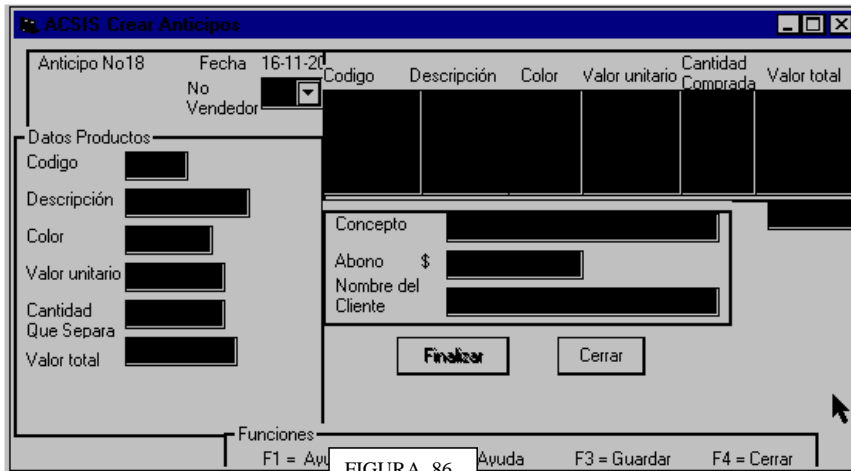 ACSIS Crear Anticipos
Anticipo No18
Fecha 16-11-20
No
Vendedor
Codigo Descripción Color Valor unitario Cantidad Comprada Valor total
Datos Productos
Codigo
Descripción
Color
Valor unitario
Cantidad
Que Separa
Valor total
Concepto
Abono $
Nombre del
Cliente
Finalizar Cerrar
Funciones
F1 = Ayu Ayuda F3 = Guardar F4 = Cerrar
FIGURA 86